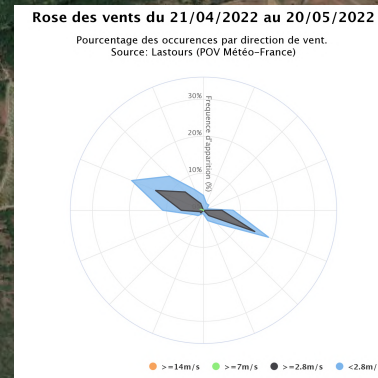 Rose des vents du 21/04/2022 au 20/05/2022
Pourcentage des occurences par direction de vent.
Source: Lastours (POV Météo-France)
30%
20%
10%
Frequence d'apparition (%)
>=14m/s >=7m/s >=2.8m/s <2.8m/